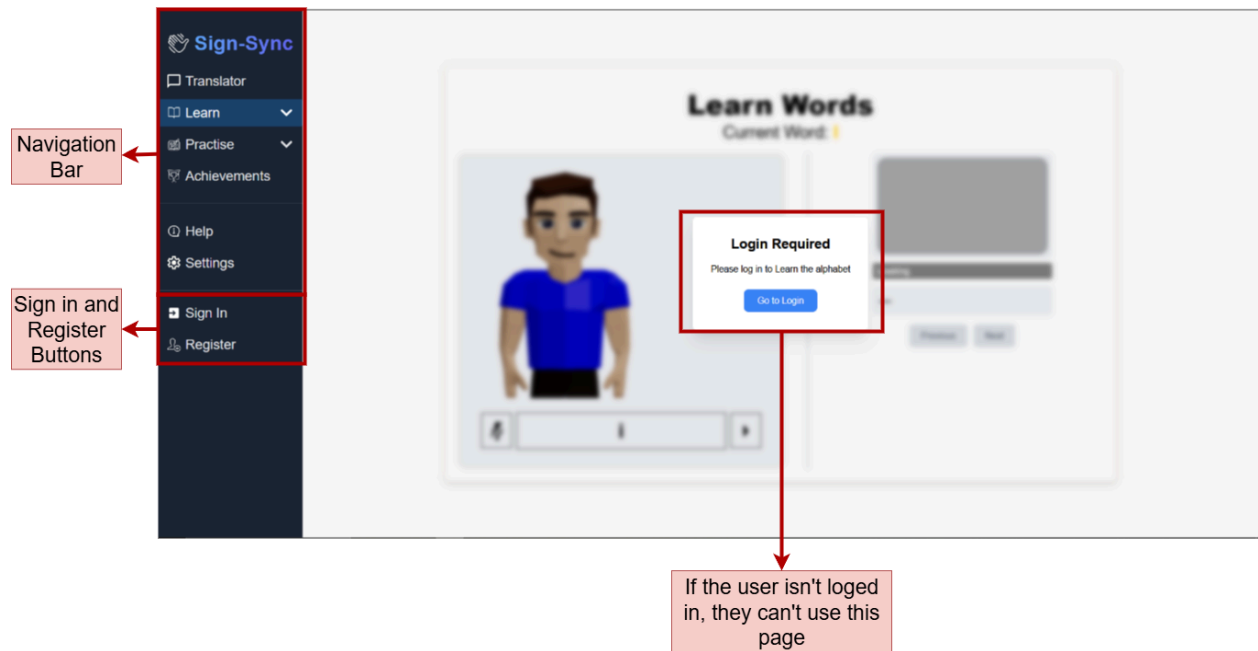 Sign-Sync
Translator
Learn
Practise
Achievements
Help
Settings
Sign In
Register
Navigation
Bar
Sign in and
Register
Buttons
Learn Words
Current Word: i
i
Login Required
Please log in to Learn the alphabet
Go to Login
Previous
Next
If the user isn't loged
in, they can't use this
page